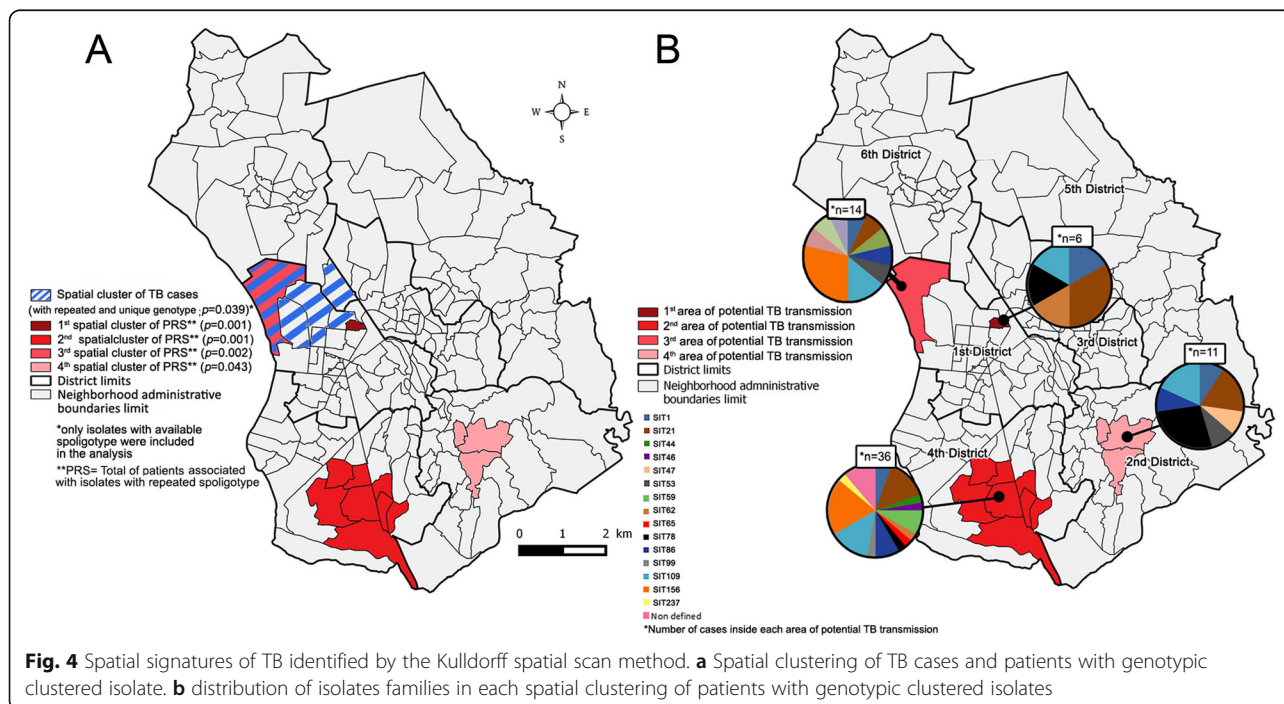 A
N
W E
S
Spatial cluster of TB cases
(with repeated and unique genotype ;p=0.039)*
1st spatial cluster of PRS** (p=0.001)
2nd spatialcluster of PRS** (p=0.001)
3rd spatial cluster of PRS** (p=0.002)
4th spatial cluster of PRS** (p=0.043)
District limits
Neighborhood administrative
boundaries limit
*only isolates with available
spoligotype were included
in the analysis
**PRS= Total of patients associated
with isolates with repeated spoligotype
0 1 2 km
B
6th District
5th District
*n=14
*n=6
3rd District
1st District
*n=11
2nd District
4th District
*n=36
1st area of potential TB transmission
2nd area of potential TB transmission
3rd area of potential TB transmission
4th area of potential TB transmission
District limits
Neighborhood admninistrative
boundaries limit
SIT1
SIT21
SIT44
SIT46
SIT47
SIT53
SIT59
SIT62
SIT65
SIT78
SIT86
SIT99
SIT109
SIT156
SIT237
Non defined
*Number of cases inside each area of potential TB transmission
Fig. 4 Spatial signatures of TB identified by the Kulldorff spatial scan method. a Spatial clustering of TB cases and patients with genotypic
clustered isolate. b distribution of isolates families in each spatial clustering of patients with genotypic clustered isolates